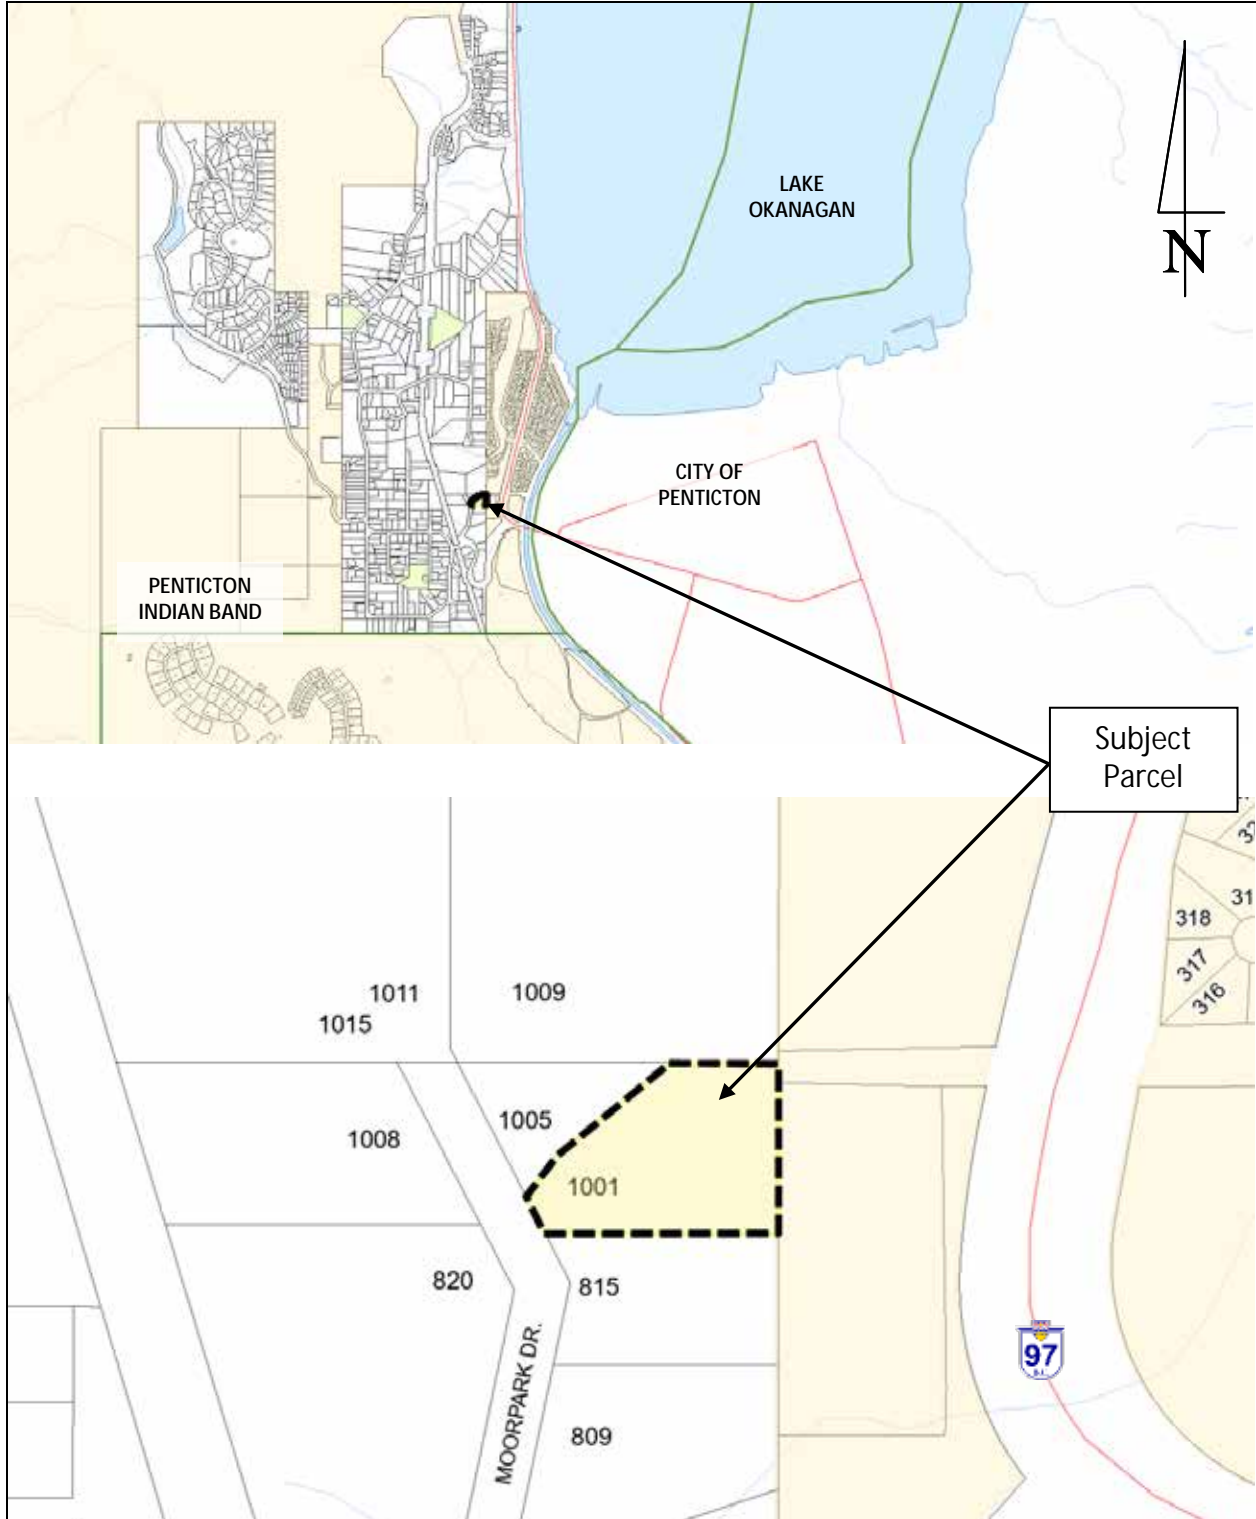 LAKE
OKANAGAN
N
CITY OF
PENTICTON
PENTICTON
INDIAN BAND
Subject
Parcel
318
317
316
1011
1009
1015
1005
1008
1001
820
815
MOORPARK DR.
97
809